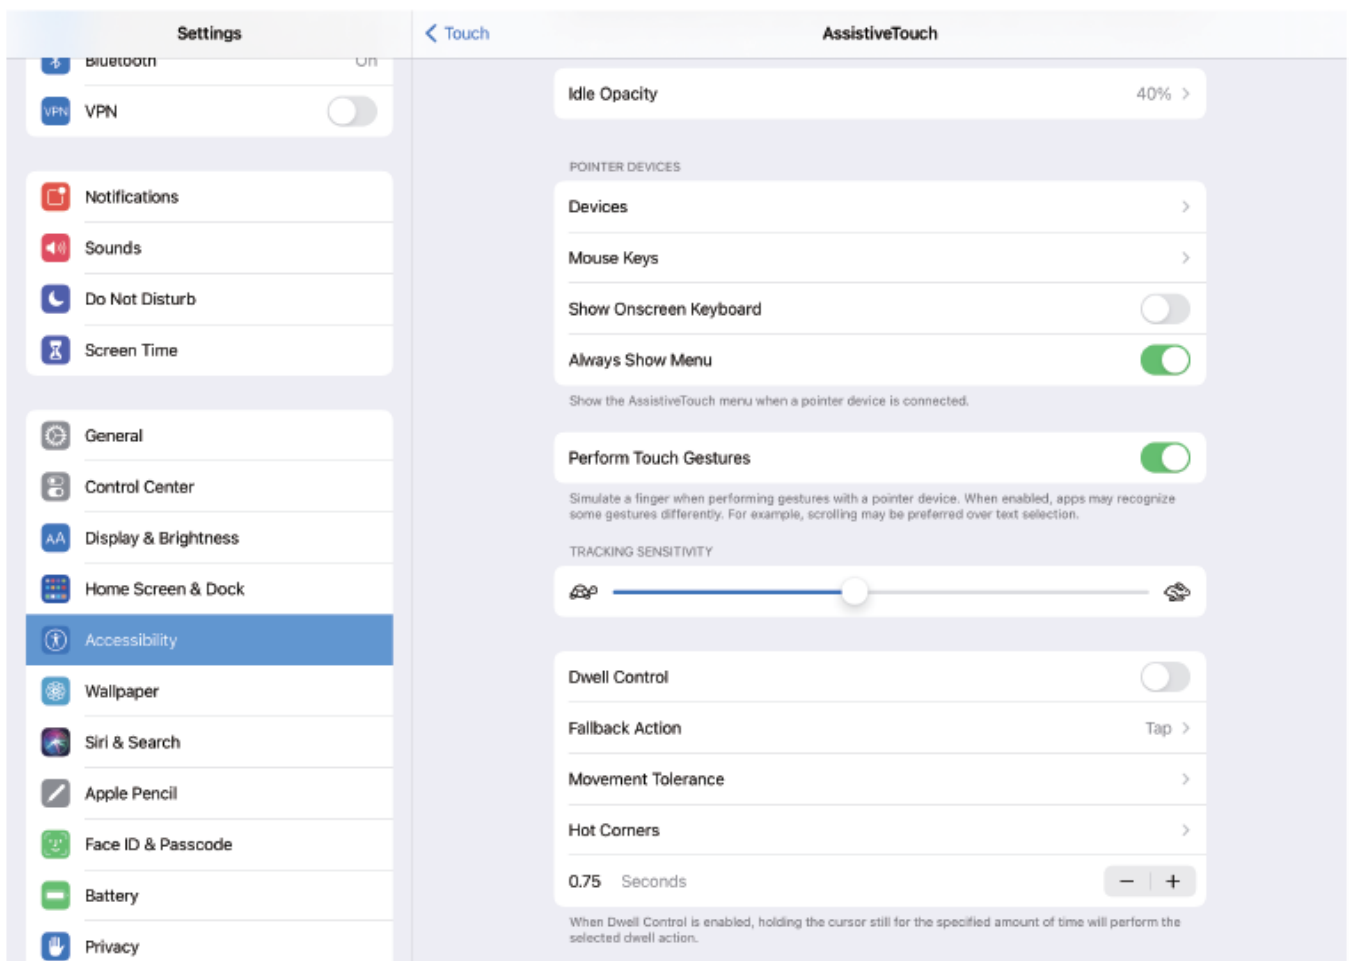 Settings
Bluetooth On
VPN VPN
Notifications
Sounds
Do Not Disturb
Screen Time
General
Control Center
AA Display & Brightness
Home Screen & Dock
Accessibility
Wallpaper
Siri & Search
Apple Pencil
Face ID & Passcode
Battery
Privacy
Touch
AssistiveTouch
Idle Opacity 40%
POINTER DEVICES
Devices
Mouse Keys
Show Onscreen Keyboard
Always Show Menu
Show the AssistiveTouch menu when a pointer device is connected.
Perform Touch Gestures
Simulate a finger when performing gestures with a pointer device. When enabled, apps may recognize
some gestures differently. For example, scrolling may be preferred over text selection.
TRACKING SENSITIVITY
Dwell Control
Fallback Action Tap
Movement Tolerance
Hot Corners
0.75 Seconds − +
When Dwell Control is enabled, holding the cursor still for the specified amount of time will perform the
selected dwell action.